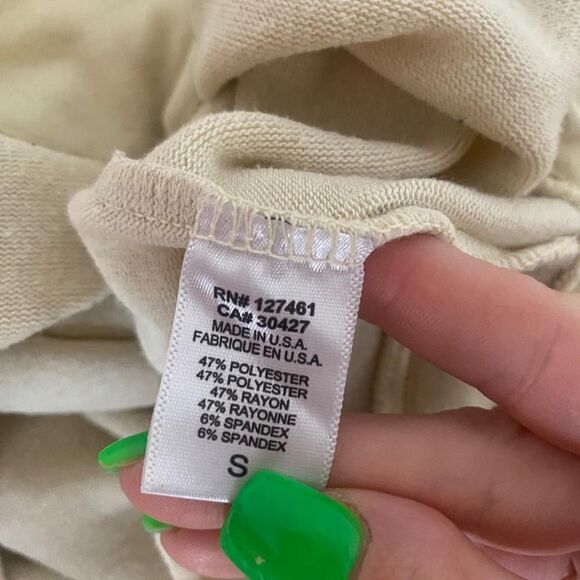 RN# 127461
CA# 30427
MADE IN U.S.A.
FABRIQUE EN U.S.A.
47% POLYESTER
47% POLYESTER
47% RAYON
47% RAYONNE
6% SPANDEX
6% SPANDEX
S